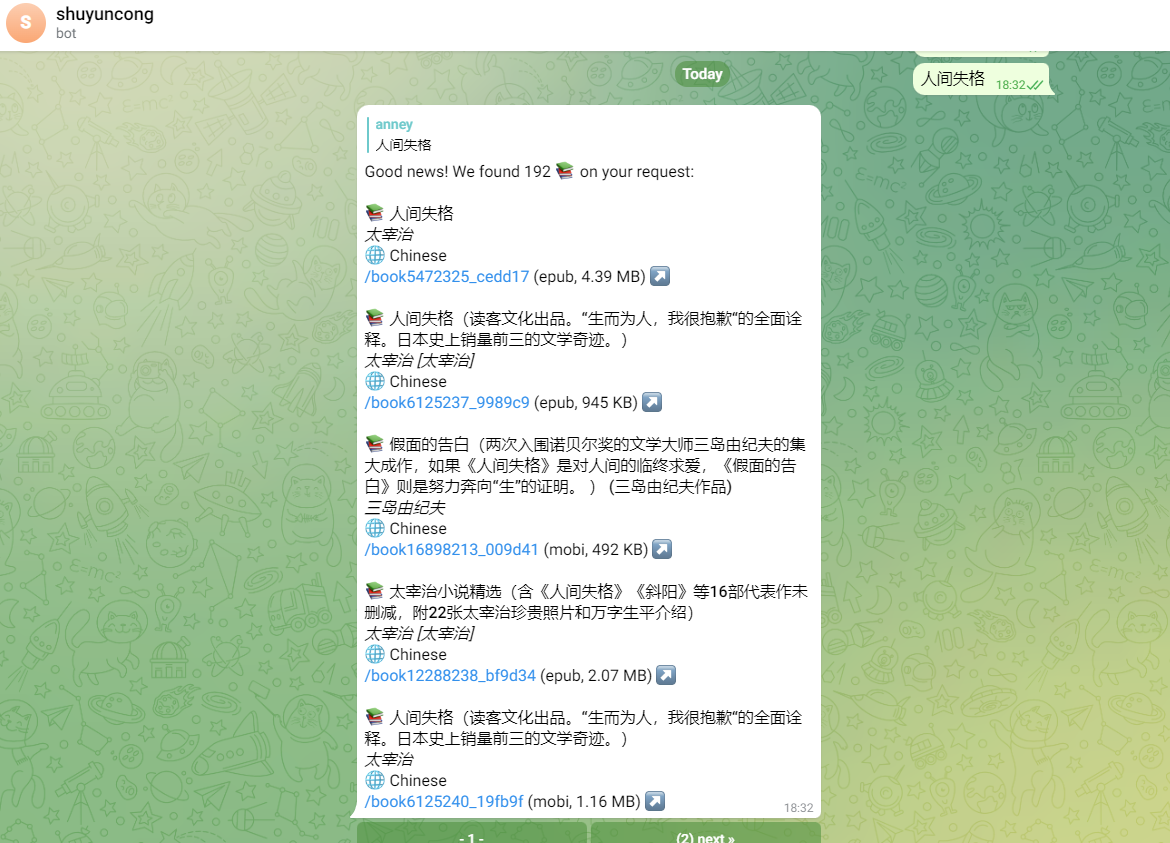 S
shuyuncong
bot
Today
人间失格 18:32
anney
人间失格
Good news! We found 192 📚 on your request:
📚 人间失格
太宰治
🌐 Chinese
/book5472325_cedd17 (epub, 4.39 MB) ↗️
📚 人间失格（读客文化出品。“生而为人，我很抱歉“的全面诠
释。日本史上销量前三的文学奇迹。）
太宰治 [太宰治]
🌐 Chinese
/book6125237_9989c9 (epub, 945 KB) ↗️
📚 假面的告白（两次入围诺贝尔奖的文学大师三岛由纪夫的集
大成作，如果《人间失格》是对人间的临终求爱，《假面的告
白》则是努力奔向“生”的证明。 ） (三岛由纪夫作品)
三岛由纪夫
🌐 Chinese
/book16898213_009d41 (mobi, 492 KB) ↗️
📚 太宰治小说精选（含《人间失格》《斜阳》等16部代表作未
删减，附22张太宰治珍贵照片和万字生平介绍）
太宰治 [太宰治]
🌐 Chinese
/book12288238_bf9d34 (epub, 2.07 MB) ↗️
📚 人间失格（读客文化出品。“生而为人，我很抱歉“的全面诠
释。日本史上销量前三的文学奇迹。）
太宰治
🌐 Chinese
/book6125240_19fb9f (mobi, 1.16 MB) ↗️
18:32
- 1 -
(2) next »